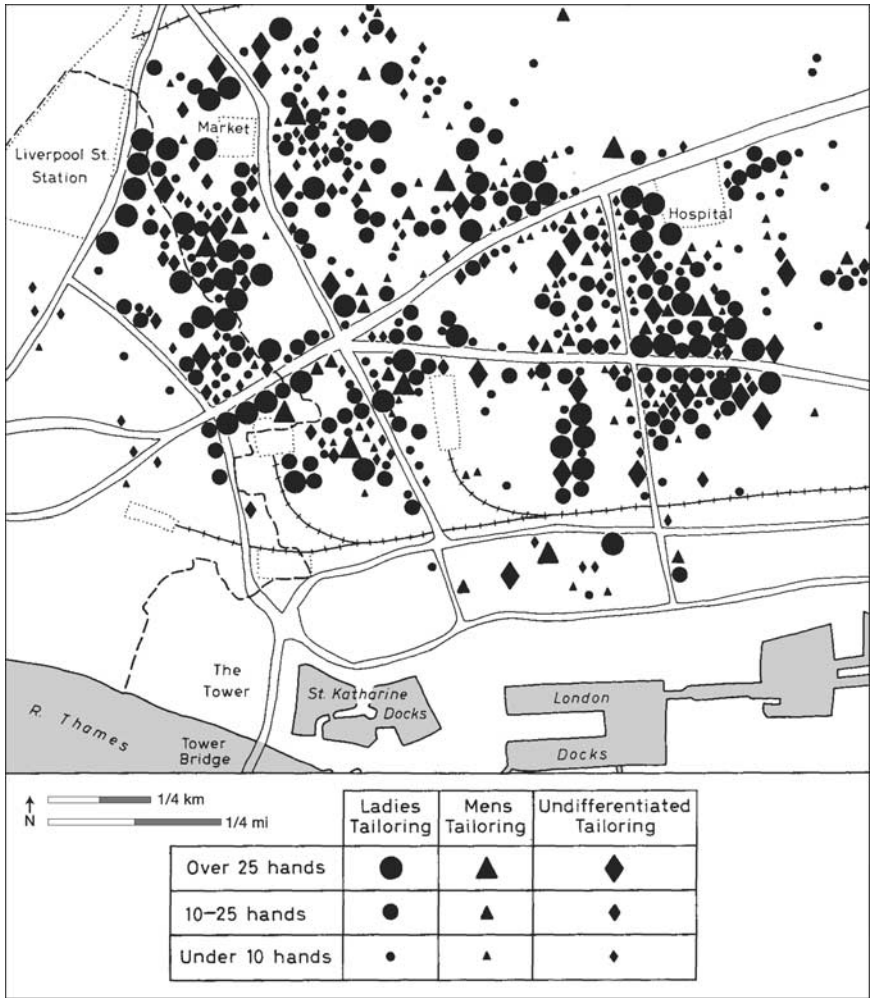 Market
Liverpool St.
Station
Hospital
The
Tower
R. Thames
Tower
Bridge
St. Katharine
Docks
London
Docks
N
1/4 km
1/4 mi
Ladies
Tailoring
Mens
Tailoring
Undifferentiated
Tailoring
Over 25 hands
10–25 hands
Under 10 hands